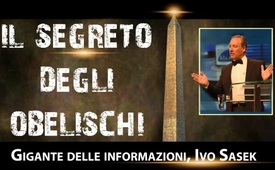 IL SEGRETO
DEGLI
OBELISCHI
GIGANTE DELLE INFORMAZIONI, IVO SASEK